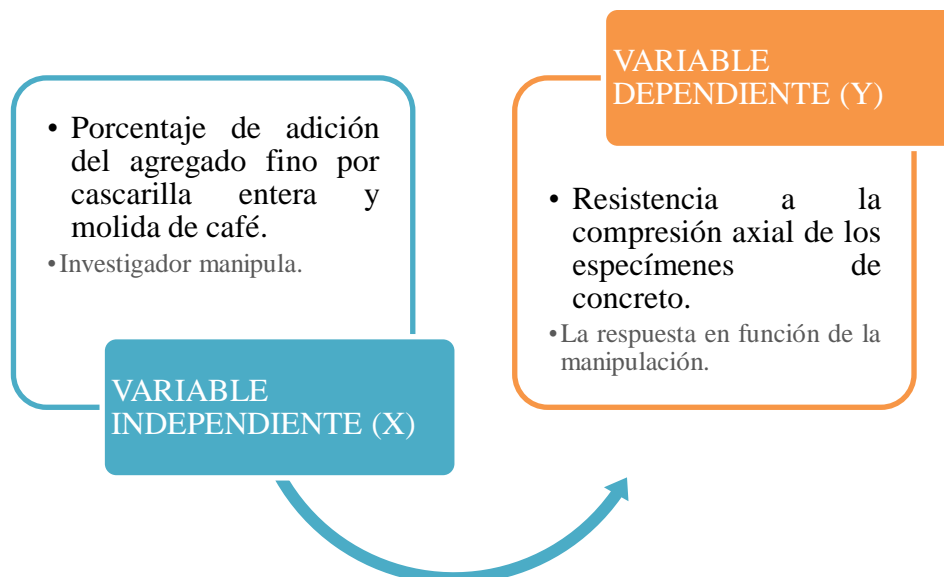 • Porcentaje de adición
del agregado fino por
cascarilla entera y
molida de café.
•Investigador manipula.
VARIABLE
INDEPENDIENTE (X)
VARIABLE
DEPENDIENTE (Y)
• Resistencia a la
compresión axial de los
especímenes de
concreto.
•La respuesta en función de la
manipulación.